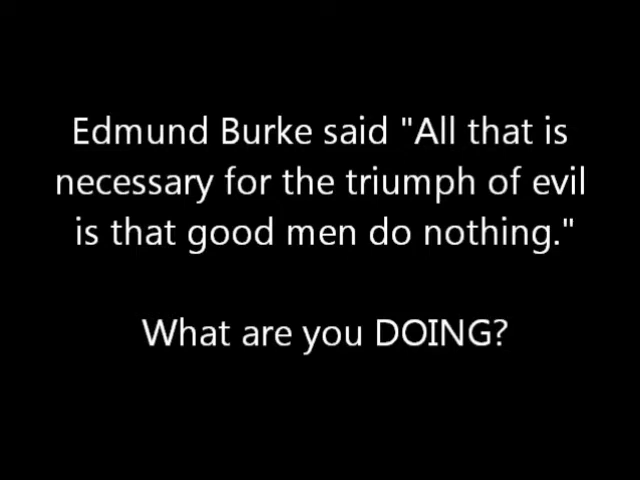 Edmund Burke said "All that is
necessary for the triumph of evil
is that good men do nothing."
What are you DOING?